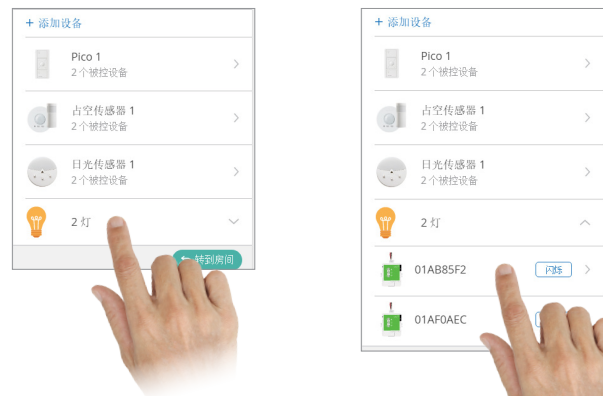 + 添加设备
Pico 1
2 个被控设备
占空传感器 1
2 个被控设备
日光传感器 1
2 个被控设备
2 灯
转到房间
+ 添加设备
Pico 1
2 个被控设备
占空传感器 1
2 个被控设备
日光传感器 1
2 个被控设备
2 灯
01AB85F2
闪烁
01AF0AEC